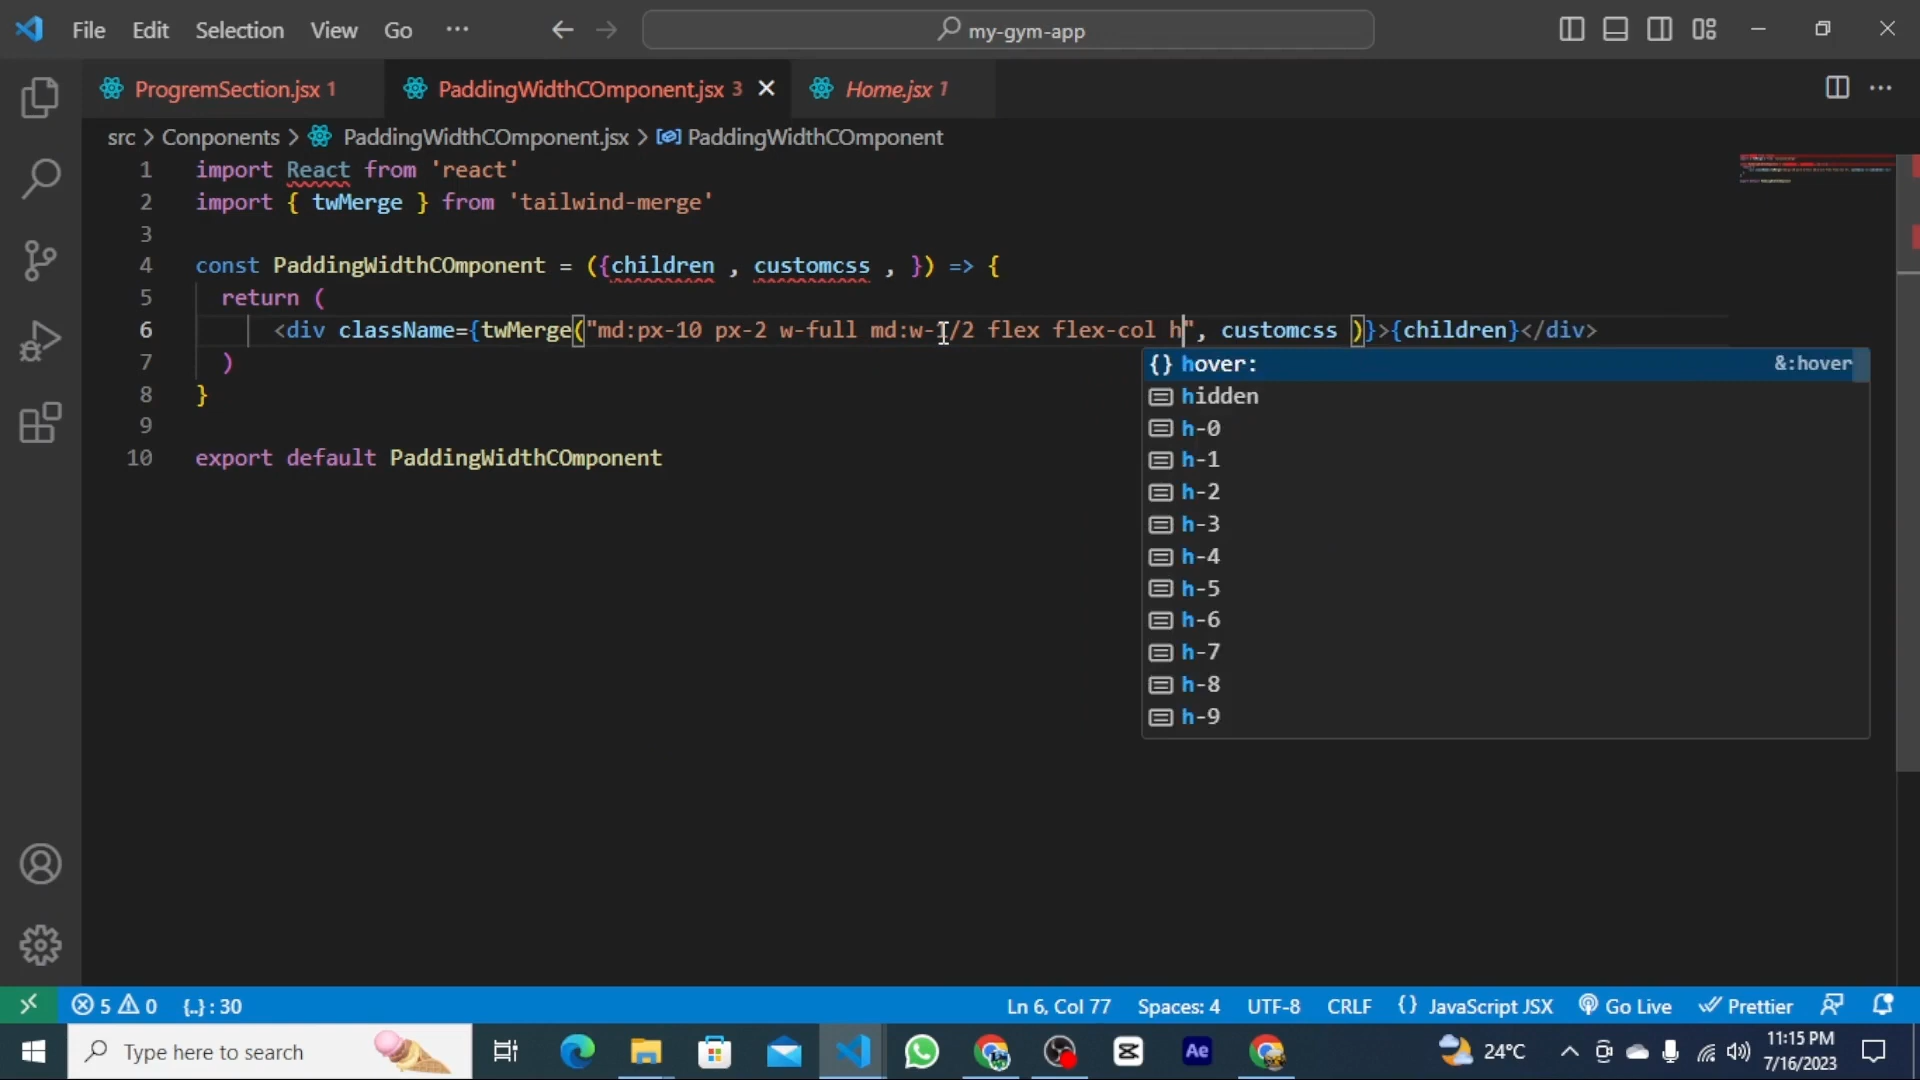 File Edit Selection View Go ··· my-gym-app
ProgremSection.jsx 1 PaddingWidthCOmponent.jsx 3 Home.jsx 1
src > Conponents > PaddingWidthCOmponent.jsx > PaddingWidthCOmponent
1 import React from 'react'
2 import { twMerge } from 'tailwind-merge'
3
4 const PaddingWidthCOmponent = ({children , customcss , }) => {
5 return (
6 <div className={twMerge("md:px-10 px-2 w-full md:w-1/2 flex flex-col h", customcss )}>{children}</div>
7 )
8 }
9
10 export default PaddingWidthCOmponent
{} hover: &:hover
hidden
h-0
h-1
h-2
h-3
h-4
h-5
h-6
h-7
h-8
h-9
5 0 {..} : 30 Ln 6, Col 77 Spaces: 4 UTF-8 CRLF {} JavaScript JSX Go Live Prettier
Type here to search Ae 24°C 11:15 PM
7/16/2023